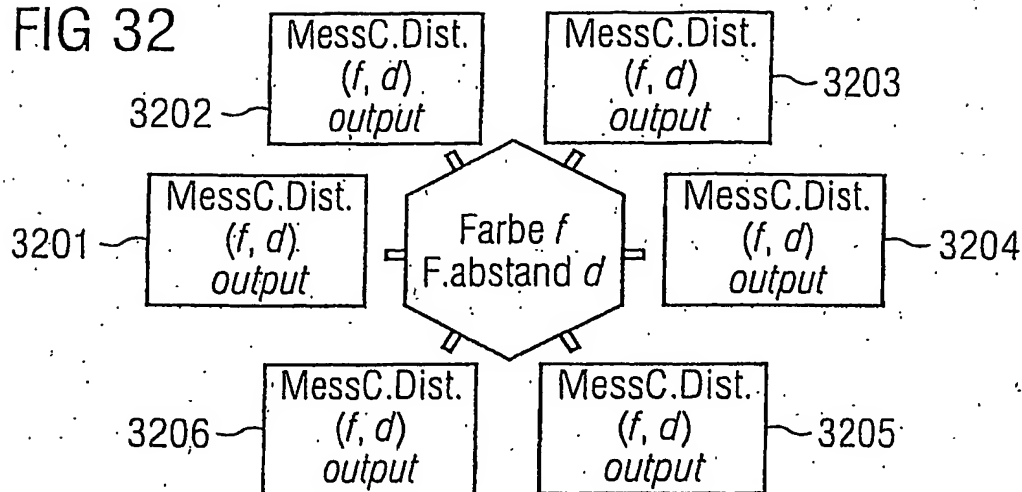 FIG 32
MessC.Dist.
(f, d)
output
3202
MessC.Dist.
(f, d)
output
3203
MessC.Dist.
(f, d)
output
3201
Farbe f
F.abstand d
MessC.Dist.
(f, d)
output
3204
MessC.Dist.
(f, d)
output
3206
MessC.Dist.
(f, d)
output
3205